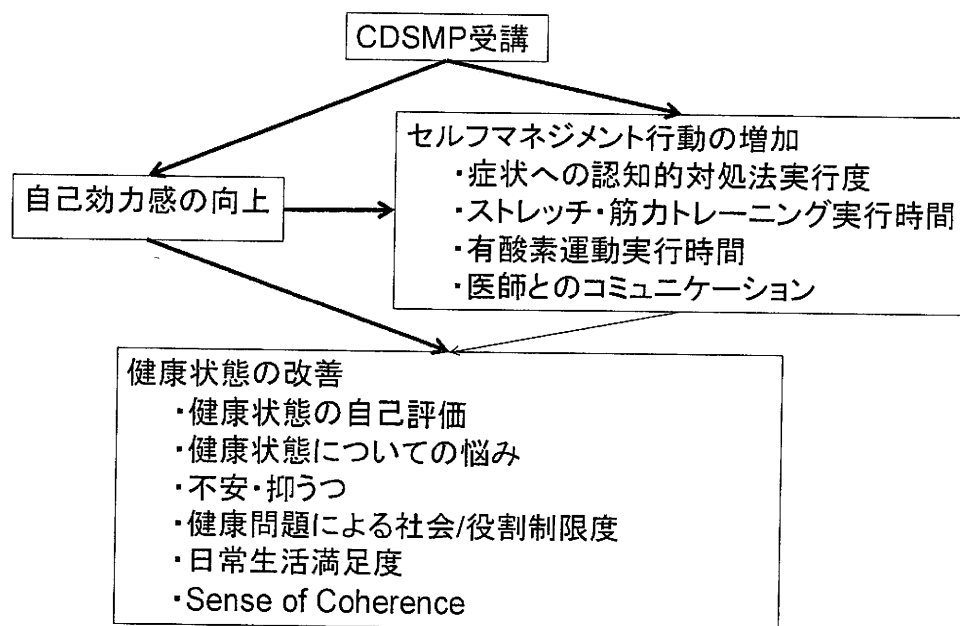 CDSMP受講
セルフマネジメント行動の増加
・症状への認知的対処法実行度
・ストレッチ・筋力トレーニング実行時間
・有酸素運動実行時間
・医師とのコミュニケーション
自己効力感の向上
健康状態の改善
・健康状態の自己評価
・健康状態についての悩み
・不安・抑うつ
・健康問題による社会/役割制限度
・日常生活満足度
・Sense of Coherence